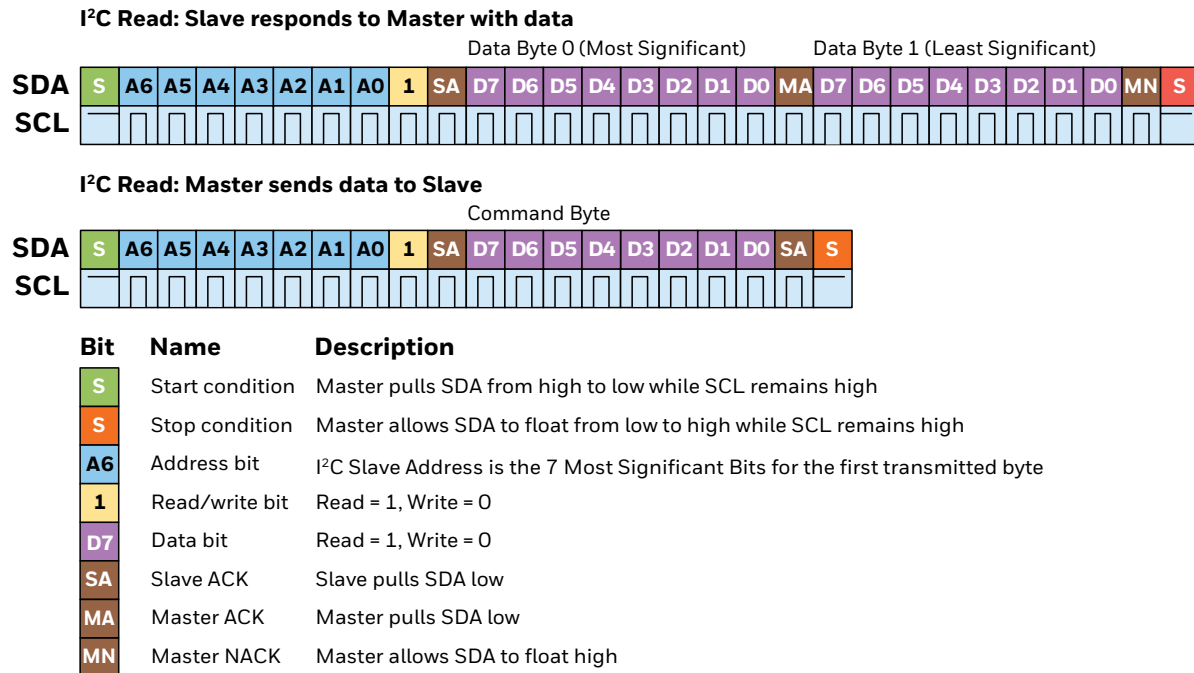 I²C Read: Slave responds to Master with data
Data Byte 0 (Most Significant) Data Byte 1 (Least Significant)
SDA S A6 A5 A4 A3 A2 A1 A0 1 SA D7 D6 D5 D4 D3 D2 D1 D0 MA D7 D6 D5 D4 D3 D2 D1 D0 MN S
SCL
I²C Read: Master sends data to Slave
Command Byte
SDA S A6 A5 A4 A3 A2 A1 A0 1 SA D7 D6 D5 D4 D3 D2 D1 D0 SA S
SCL
Bit Name Description
S Start condition Master pulls SDA from high to low while SCL remains high
S Stop condition Master allows SDA to float from low to high while SCL remains high
A6 Address bit I²C Slave Address is the 7 Most Significant Bits for the first transmitted byte
1 Read/write bit Read = 1, Write = 0
D7 Data bit Read = 1, Write = 0
SA Slave ACK Slave pulls SDA low
MA Master ACK Master pulls SDA low
MN Master NACK Master allows SDA to float high